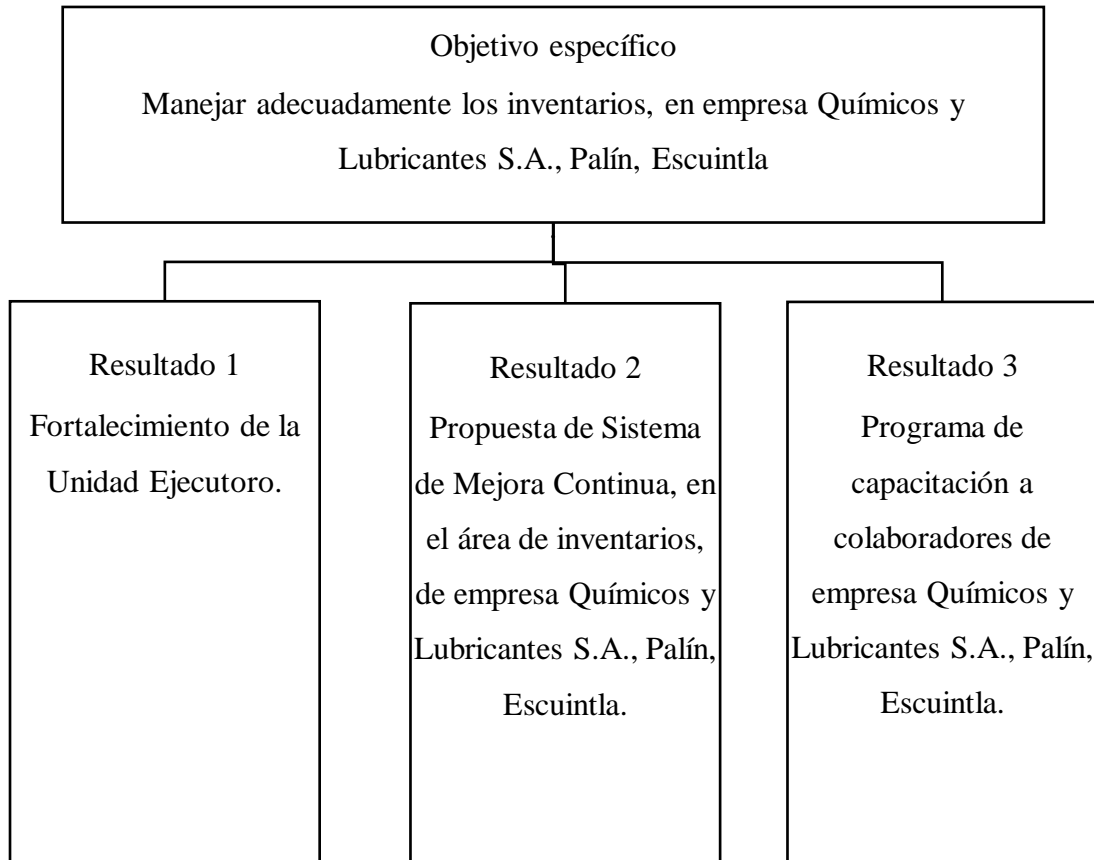 Objetivo específico
Manejar adecuadamente los inventarios, en empresa Químicos y
Lubricantes S.A., Palín, Escuintla
Resultado 1
Fortalecimiento de la
Unidad Ejecutoro.
Resultado 2
Propuesta de Sistema
de Mejora Continua, en
el área de inventarios,
de empresa Químicos y
Lubricantes S.A., Palín,
Escuintla.
Resultado 3
Programa de
capacitación a
colaboradores de
empresa Químicos y
Lubricantes S.A., Palín,
Escuintla.